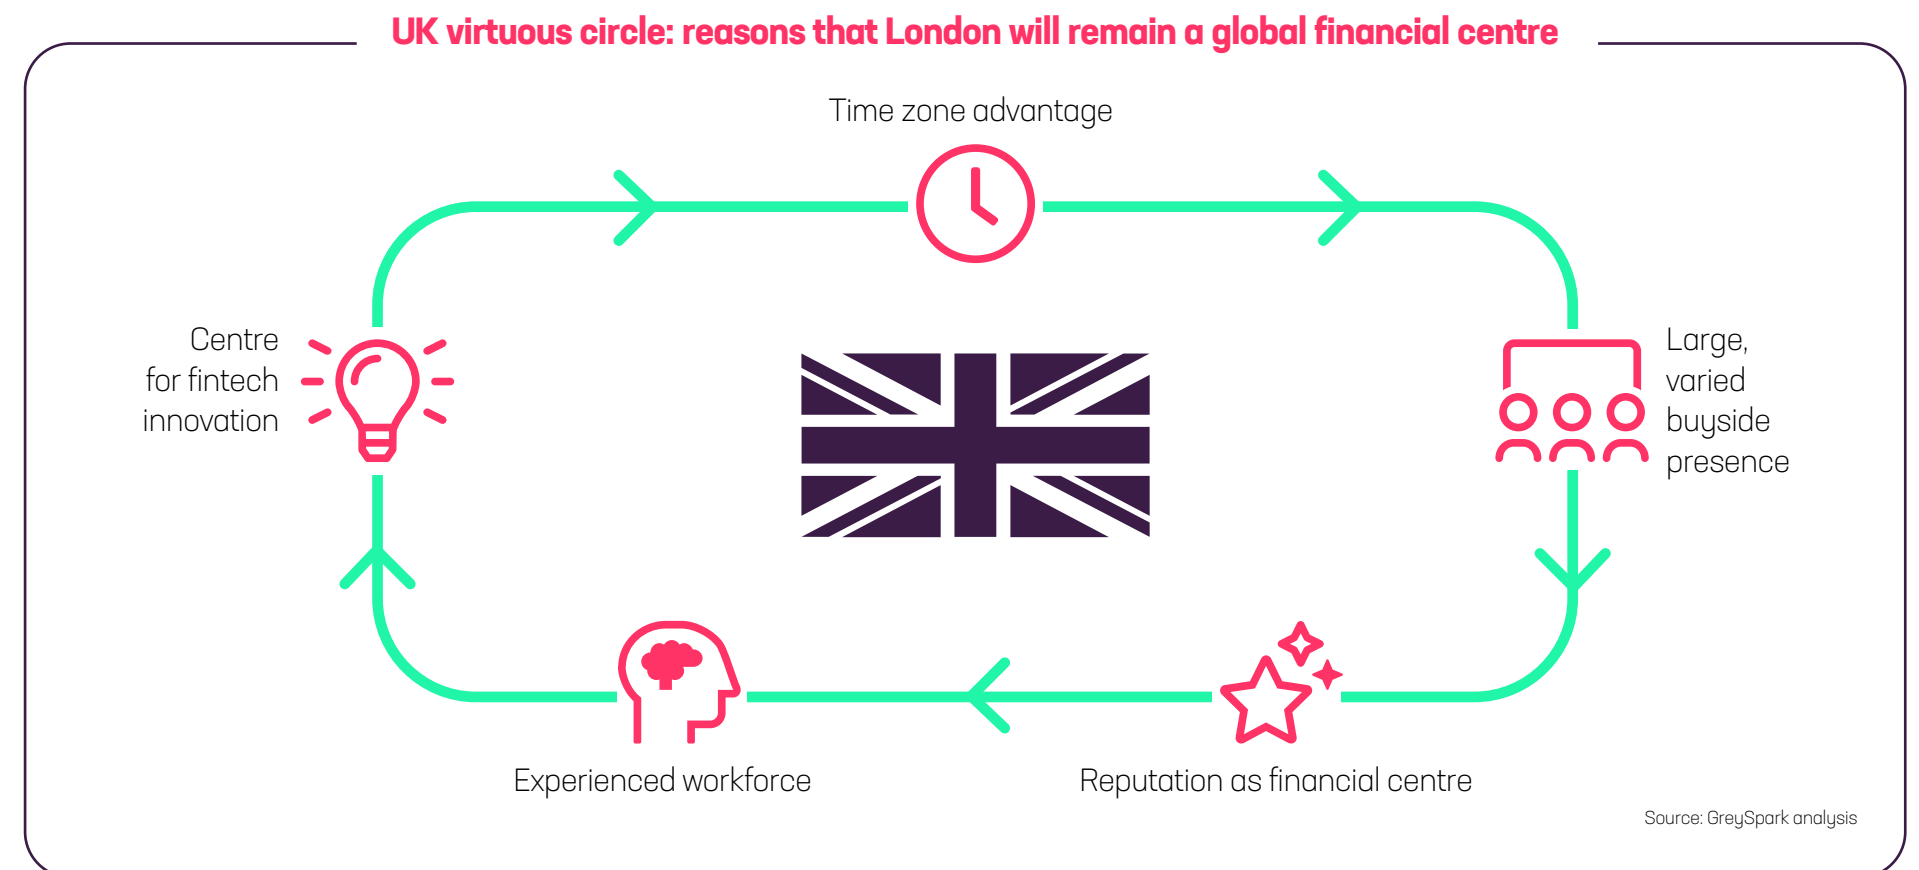 UK virtuous circle: reasons that London will remain a global financial centre
Time zone advantage
Centre
for fintech
innovation
Large,
varied
buyside
presence
Experienced workforce
Reputation as financial centre
Source: GreySpark analysis